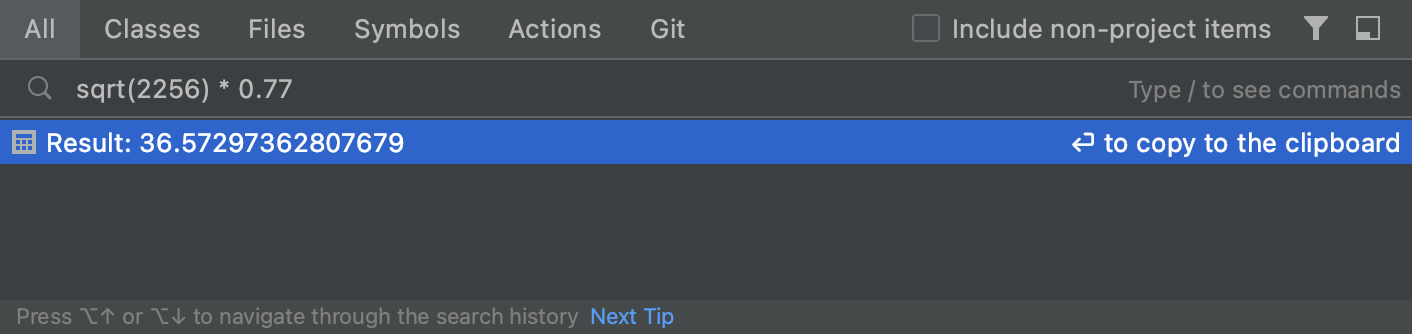 All Classes Files Symbols Actions Git Include non-project items
sqrt(2256) * 0.77 Type / to see commands
Result: 36.57297362807679 ⏎ to copy to the clipboard
Press ⌥↑ or ⌥↓ to navigate through the search history Next Tip